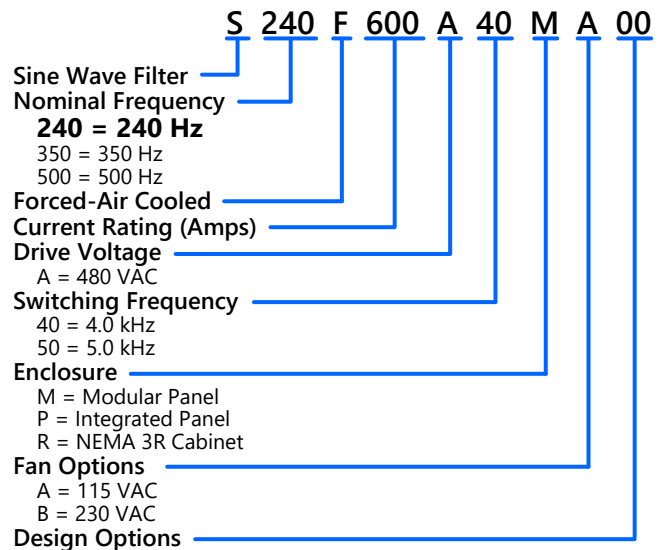 S 240 F 600 A 40 M A 00
Sine Wave Filter
Nominal Frequency
240 = 240 Hz
350 = 350 Hz
500 = 500 Hz
Forced-Air Cooled
Current Rating (Amps)
Drive Voltage
A = 480 VAC
Switching Frequency
40 = 4.0 kHz
50 = 5.0 kHz
Enclosure
M = Modular Panel
P = Integrated Panel
R = NEMA 3R Cabinet
Fan Options
A = 115 VAC
B = 230 VAC
Design Options